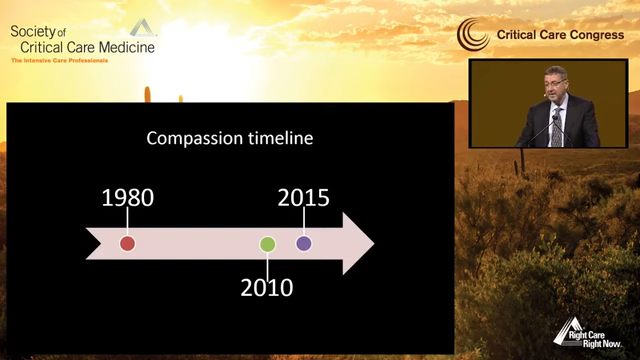 Society of
Critical Care Medicine
The Intensive Care Professionals
Critical Care Congress
Compassion timeline
1980
2015
2010
Right Care
Right Now